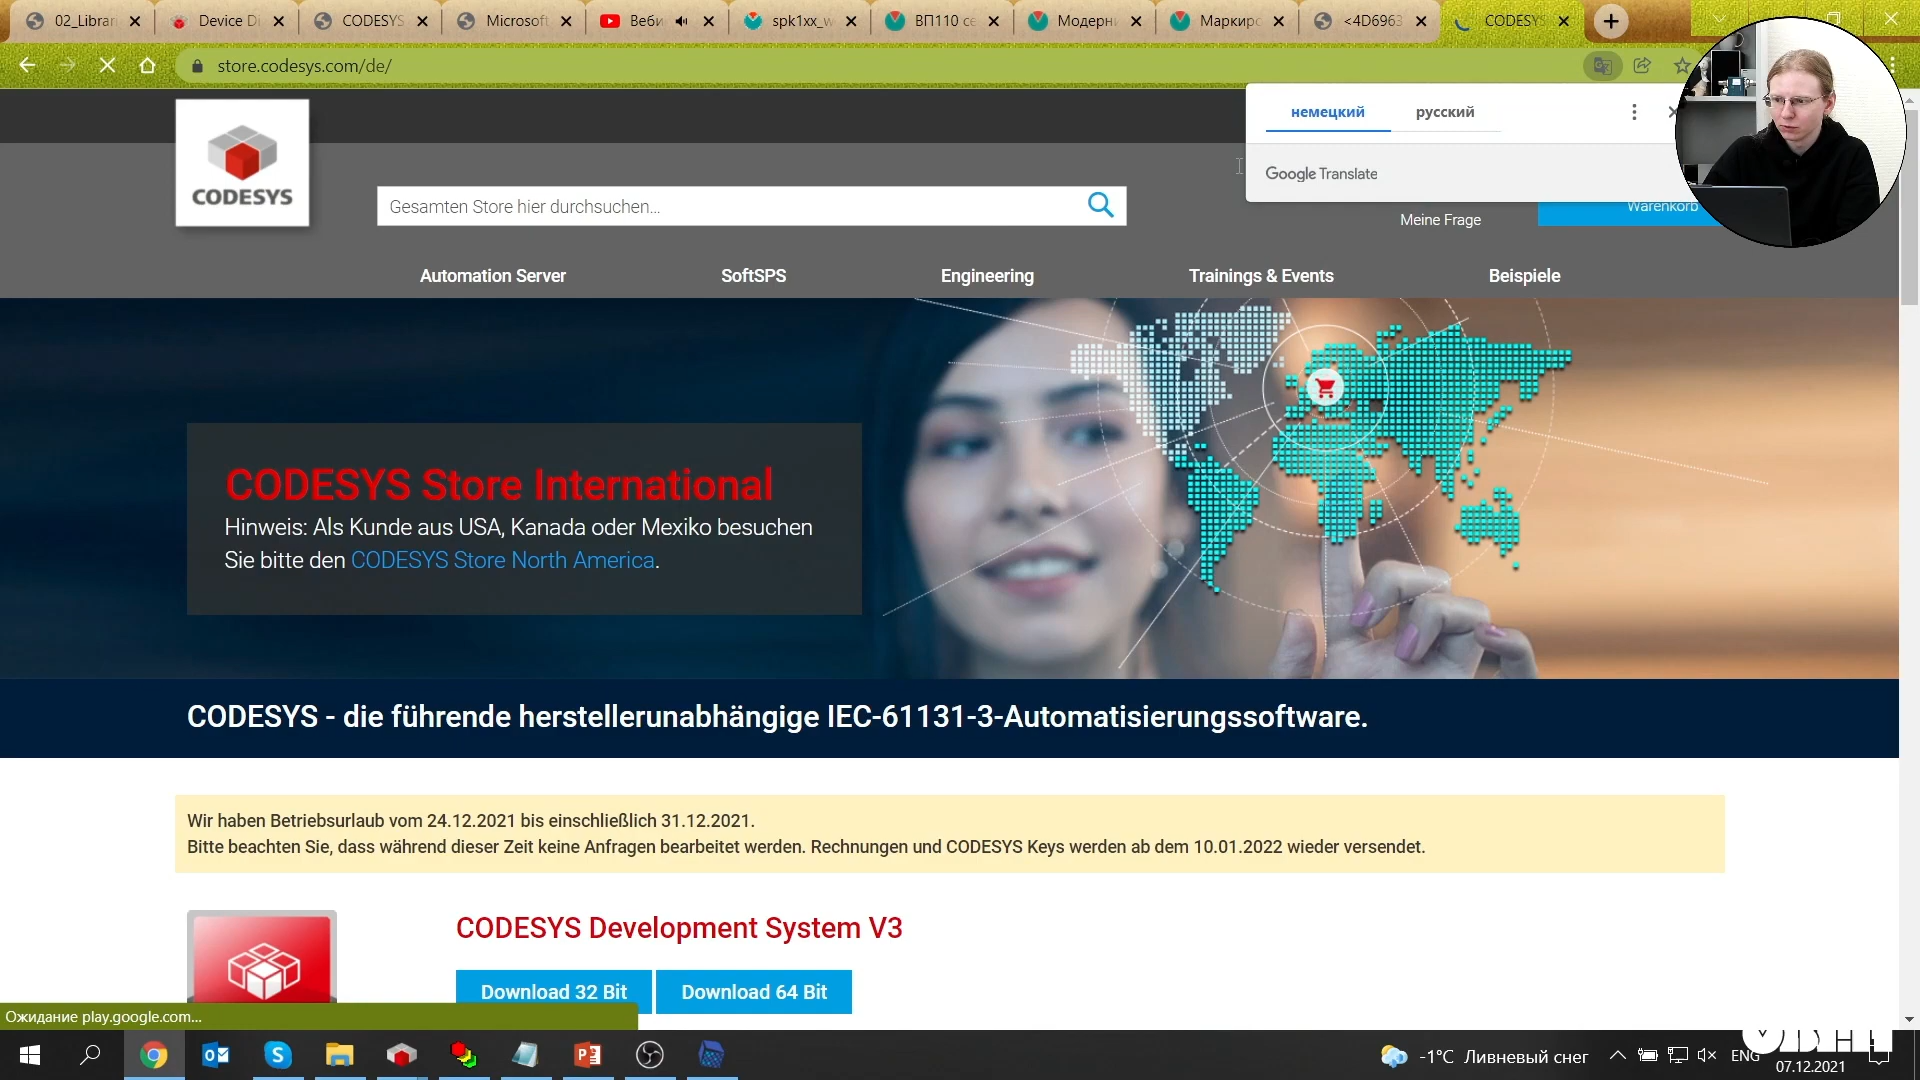 02_Librar
Device Di
CODESYS
Microsoft
Веби
spk1xx_w
ВП110 се
Модерни
Маркиро
<4D6963
CODESYS
store.codesys.com/de/
немецкий
русский
Google Translate
CODESYS
Gesamten Store hier durchsuchen...
Meine Frage
Warenkorb
Automation Server
SoftSPS
Engineering
Trainings & Events
Beispiele
CODESYS Store International
Hinweis: Als Kunde aus USA, Kanada oder Mexiko besuchen
Sie bitte den CODESYS Store North America.
CODESYS - die führende herstellerunabhängige IEC-61131-3-Automatisierungssoftware.
Wir haben Betriebsurlaub vom 24.12.2021 bis einschließlich 31.12.2021.
Bitte beachten Sie, dass während dieser Zeit keine Anfragen bearbeitet werden. Rechnungen und CODESYS Keys werden ab dem 10.01.2022 wieder versendet.
CODESYS Development System V3
Download 32 Bit
Download 64 Bit
Ожидание play.google.com...
-1°C Ливневый снег
ENG
07.12.2021